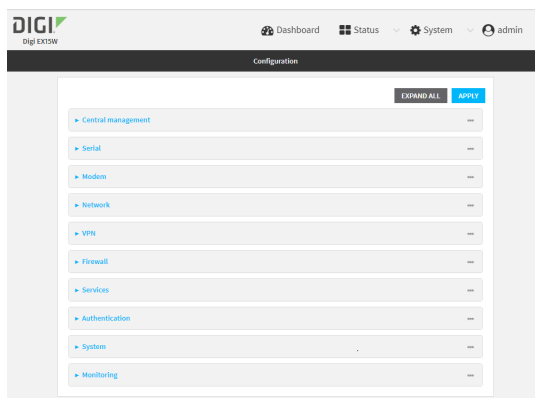 DIGI
Digi EX15W
Dashboard Status System admin
Configuration
EXPAND ALL APPLY
Central management
Serial
Modem
Network
VPN
Firewall
Services
Authentication
System
Monitoring